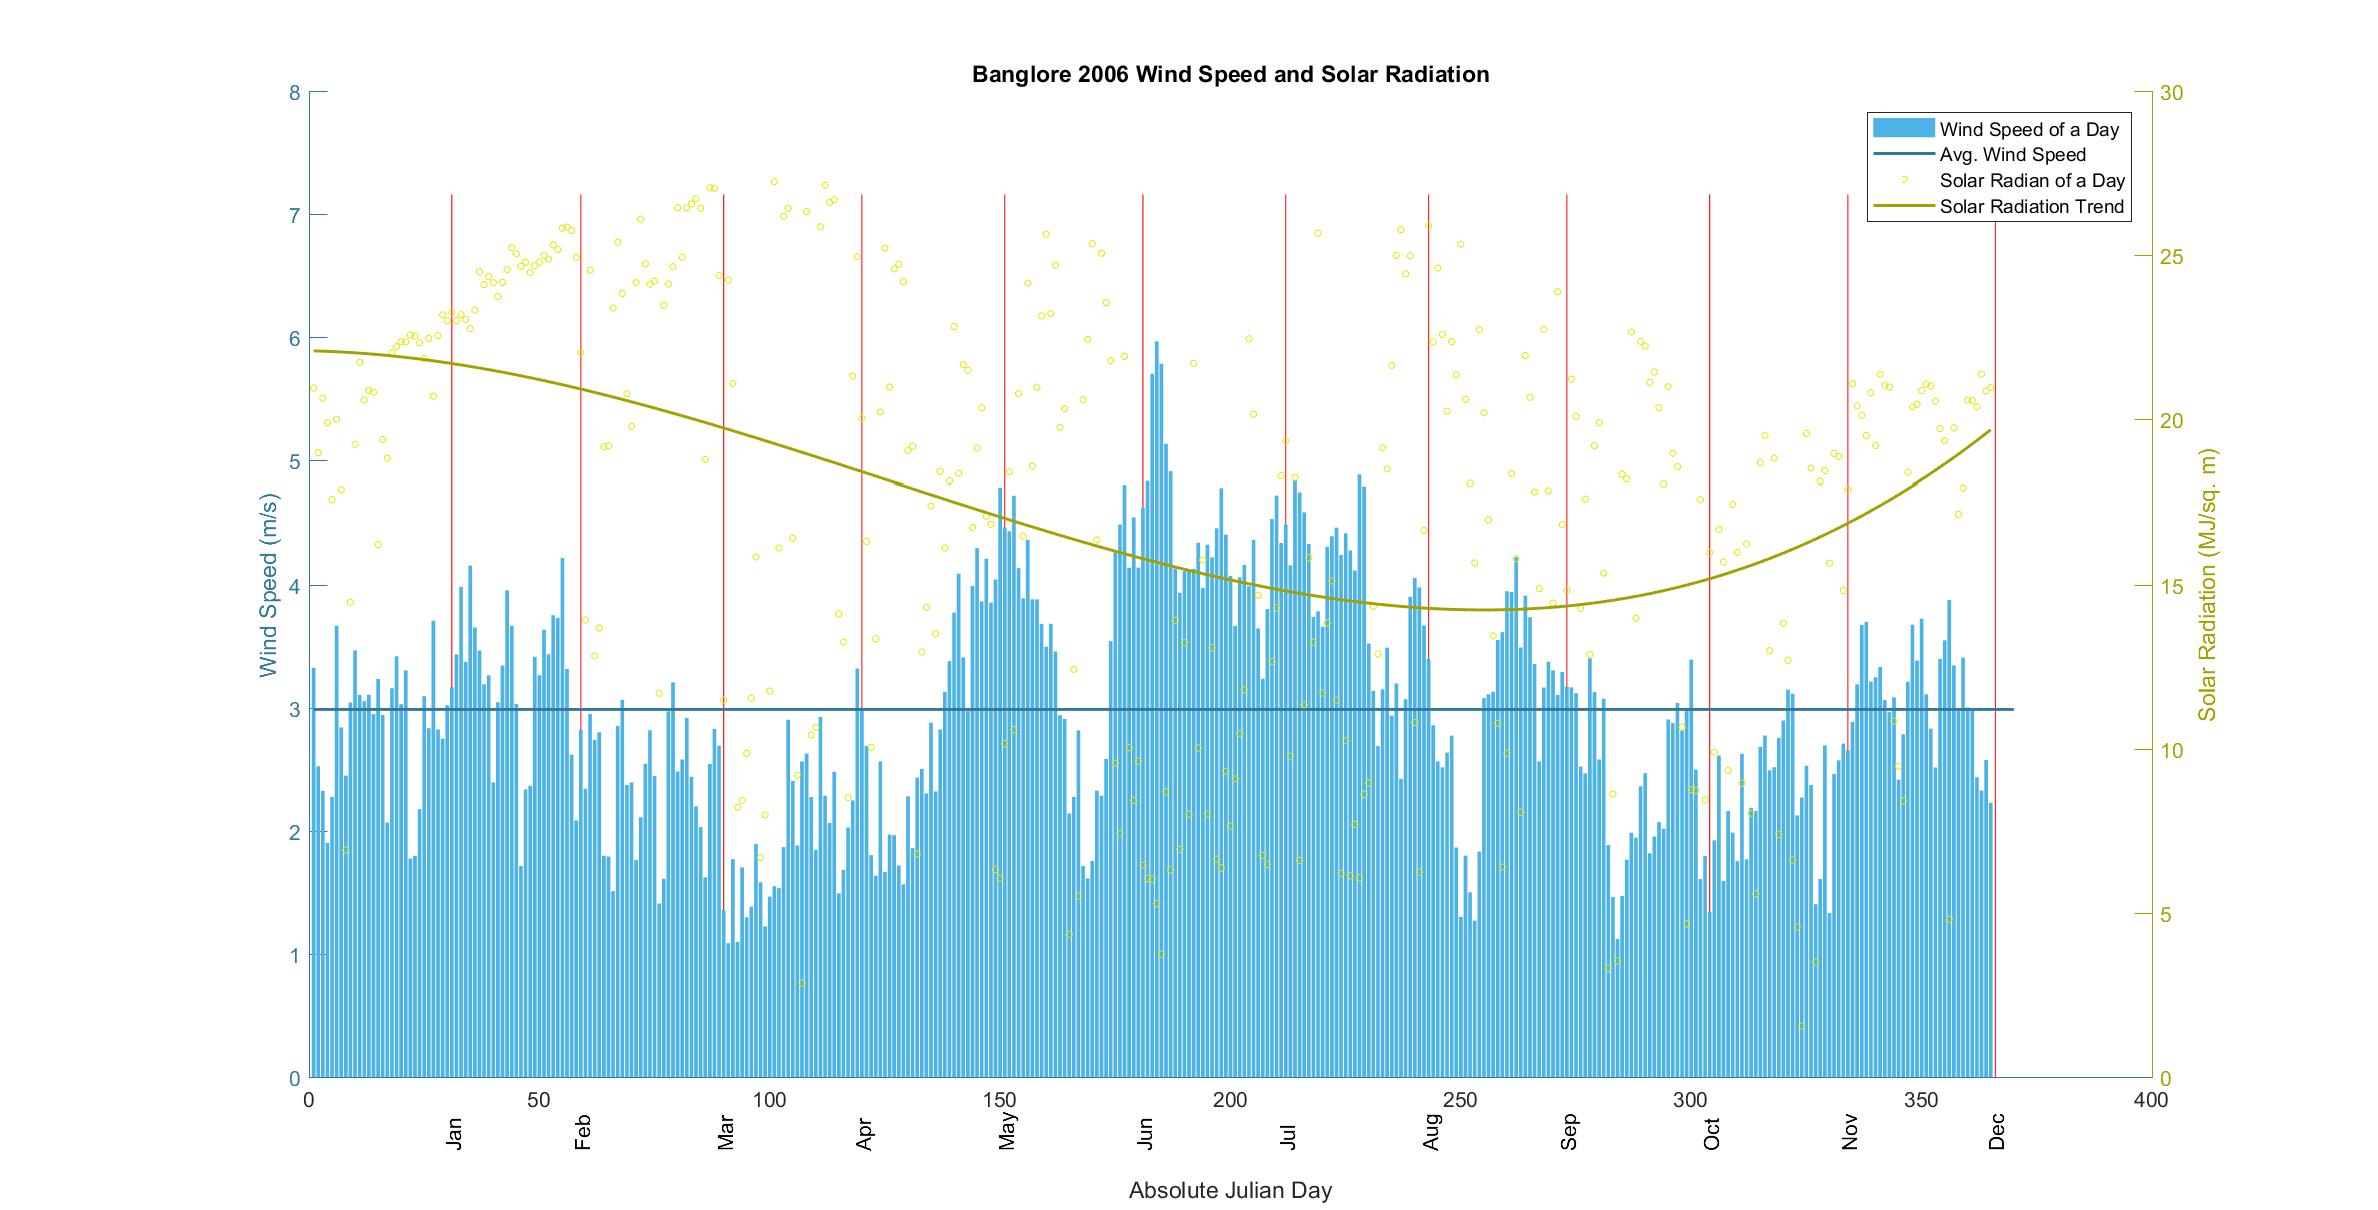 Banglore 2006 Wind Speed and Solar Radiation
Wind Speed of a Day
Avg. Wind Speed
Solar Radian of a Day
Solar Radiation Trend
8
7
6
5
4
3
2
1
0
Wind Speed (m/s)
30
25
20
15
10
5
0
Solar Radiation (MJ/sq. m)
0 50 100 150 200 250 300 350 400
Jan Feb Mar Apr May Jun Jul Aug Sep Oct Nov Dec
Absolute Julian Day